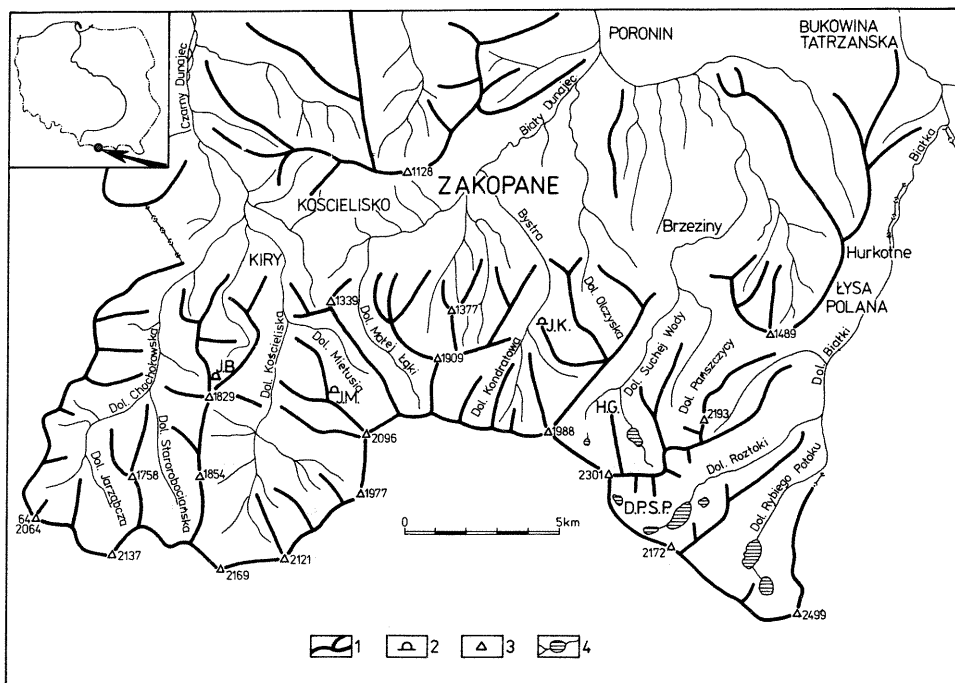 PORONIN
BUKOWINA
TATRZAŃSKA
Czarny Dunajec
Biały Dunajec
Białka
1128
ZAKOPANE
KOŚCIELISKO
Bystra
Brzeziny
Hurkotne
KIRY
ŁYSA
POLANA
1339
1377
Dol. Olczyska
J.K.
1489
Dol. Chochołowska
Dol. Kościeliska
Dol. Małej Łąki
Dol. Miętusia
1909
Dol. Suchej Wody
Dol. Pańszczycy
Dol. Białki
J.B.
J.M.
1829
Dol. Kondratowa
H.G.
2193
2096
1988
Dol. Starorobociańska
1758
1854
Dol. Roztoki
2301
Dol. Jarząbcza
1977
D.P.S.P.
Dol. Rybiego Potoku
64
2064
0
5km
2172
2137
2121
2169
2499
1
2
3
4